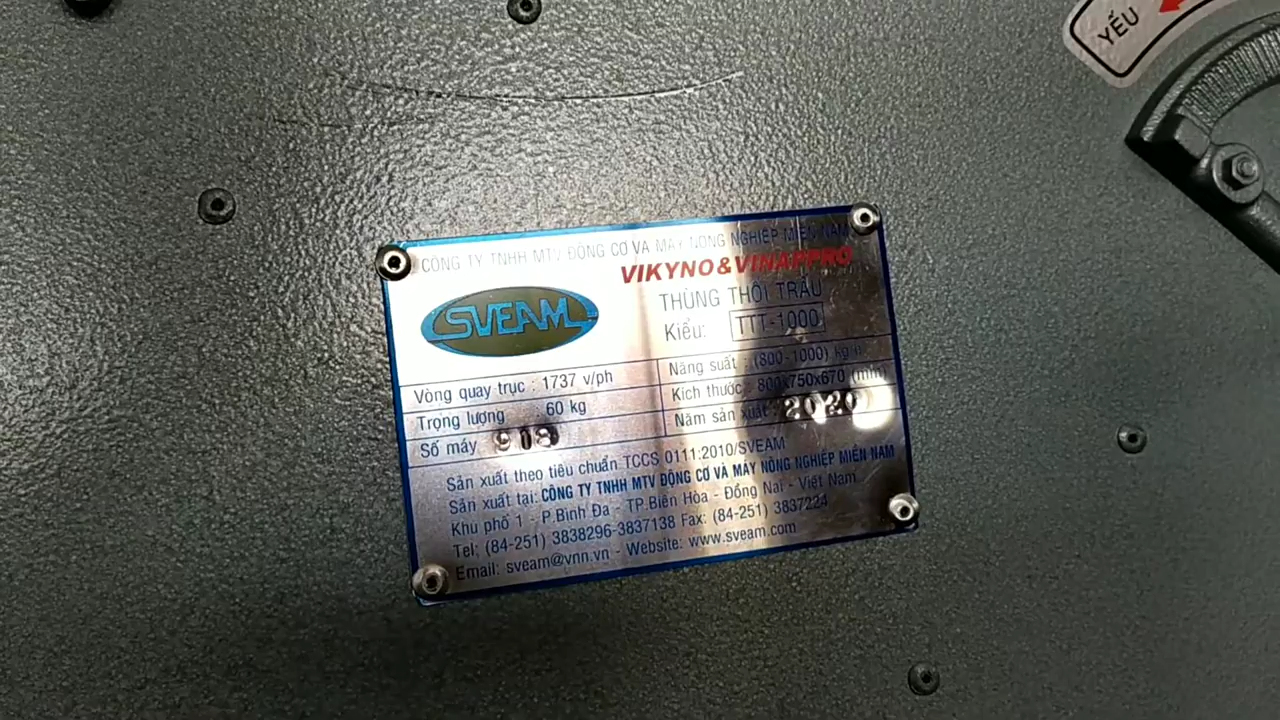 YẾU
CÔNG TY TNHH MTV ĐỘNG CƠ VÀ MÁY NÔNG NGHIỆP MIỀN NAM
VIKYNO & VINAPPRO
SVEAM
THÙNG THỔI TRẤU
Kiểu: TTT-1000
Vòng quay trục : 1737 v/ph
Năng suất : (800-1000) kg/h
Trọng lượng 60 kg
Kích thước : 800x750x670 (mm)
Số máy 908
Năm sản xuất : 2020
Sản xuất theo tiêu chuẩn TCCS 0111:2010/SVEAM
Sản xuất tại: CÔNG TY TNHH MTV ĐỘNG CƠ VÀ MÁY NÔNG NGHIỆP MIỀN NAM
Khu phố 1 - P.Bình Đa - TP.Biên Hòa - Đồng Nai - Việt Nam
Tel: (84-251) 3838296-3837138 Fax: (84-251) 3837224
Email: sveam@vnn.vn - Website: www.sveam.com